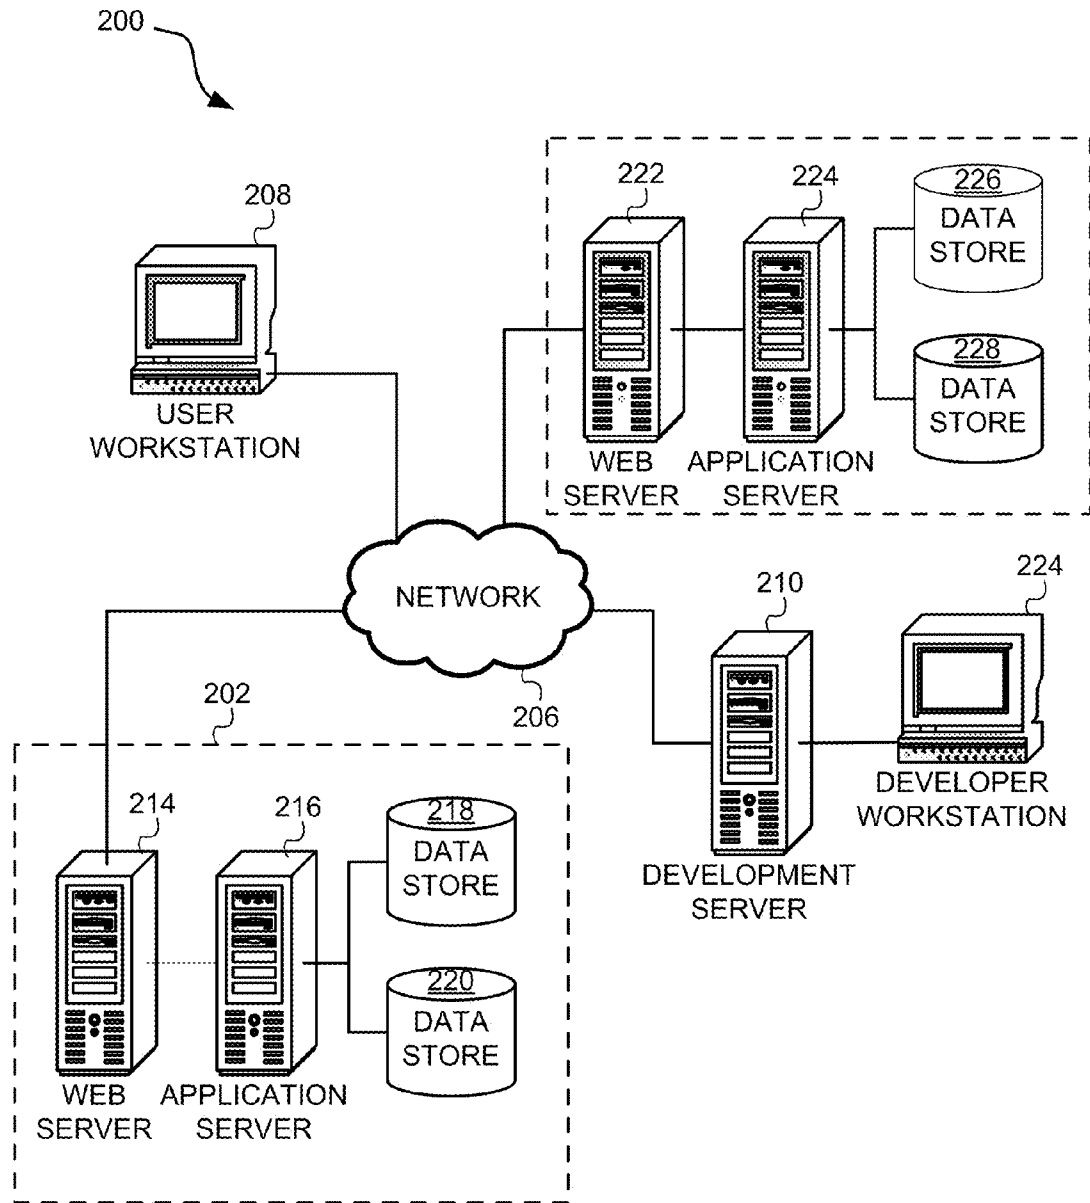 200
208
USER
WORKSTATION
222
224
226
DATA
STORE
228
DATA
STORE
WEB
SERVER
APPLICATION
SERVER
NETWORK
206
210
224
DEVELOPER
WORKSTATION
DEVELOPMENT
SERVER
202
214
216
218
DATA
STORE
220
DATA
STORE
WEB
SERVER
APPLICATION
SERVER